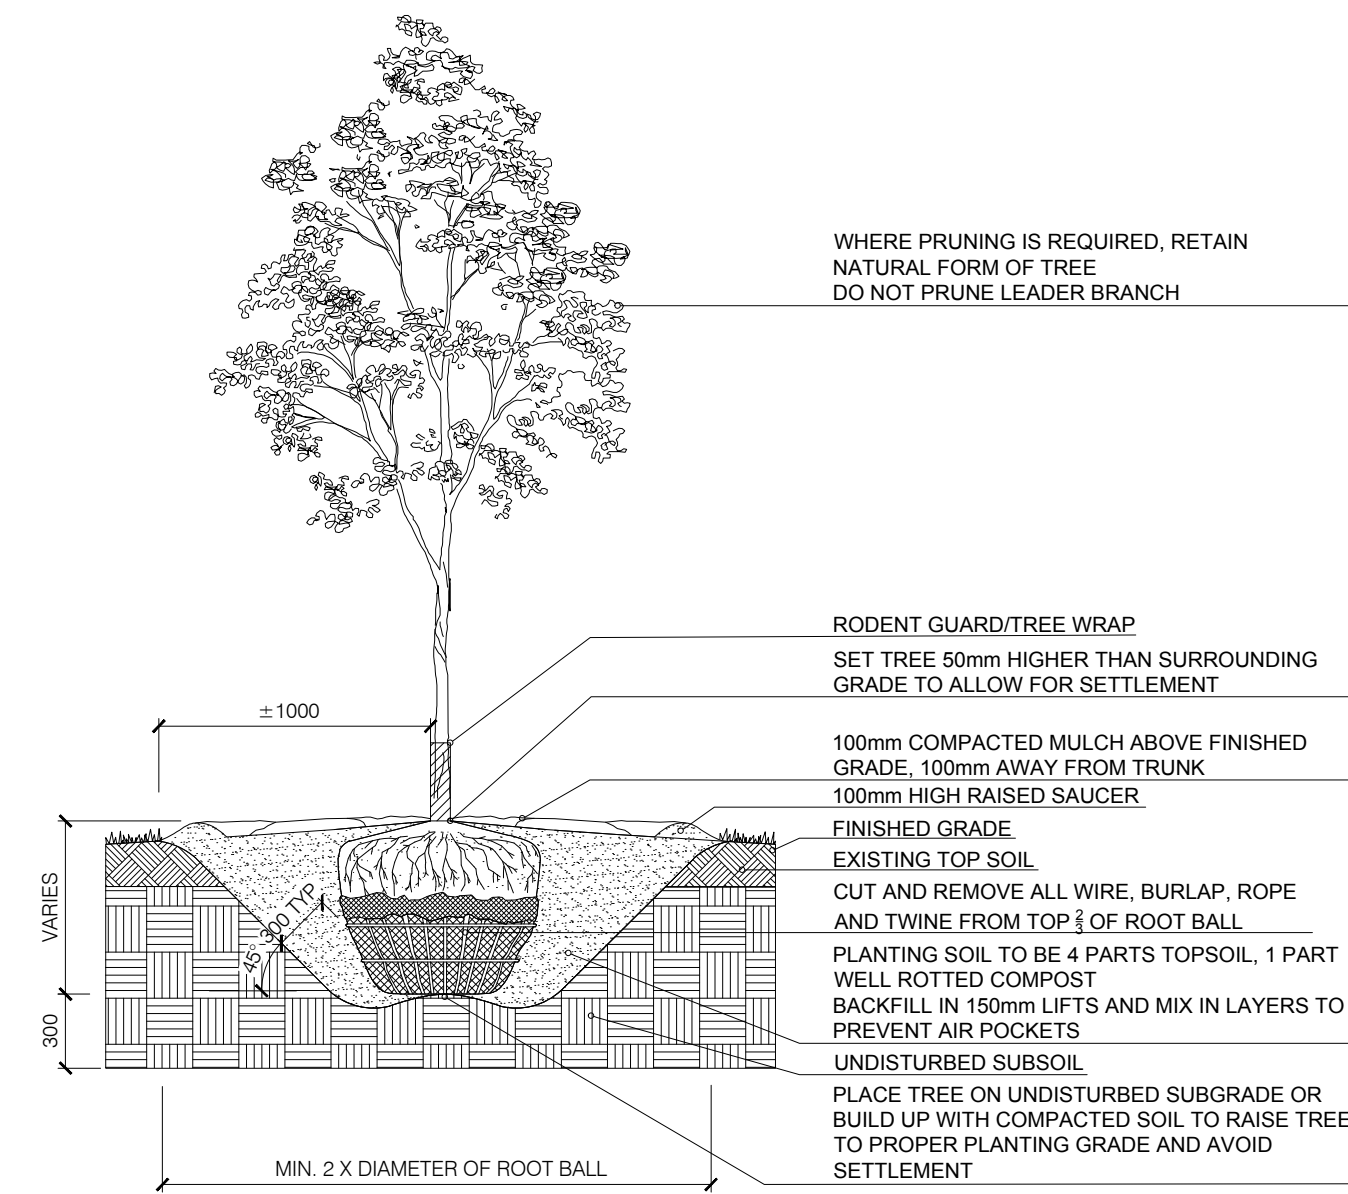 WHERE PRUNING IS REQUIRED, RETAIN
NATURAL FORM OF TREE
DO NOT PRUNE LEADER BRANCH
RODENT GUARD/TREE WRAP
SET TREE 50mm HIGHER THAN SURROUNDING
GRADE TO ALLOW FOR SETTLEMENT
±1000
100mm COMPACTED MULCH ABOVE FINISHED
GRADE, 100mm AWAY FROM TRUNK
100mm HIGH RAISED SAUCER
FINISHED GRADE
EXISTING TOP SOIL
CUT AND REMOVE ALL WIRE, BURLAP, ROPE
AND TWINE FROM TOP 2/3 OF ROOT BALL
PLANTING SOIL TO BE 4 PARTS TOPSOIL, 1 PART
WELL ROTTED COMPOST
BACKFILL IN 150mm LIFTS AND MIX IN LAYERS TO
PREVENT AIR POCKETS
UNDISTURBED SUBSOIL
PLACE TREE ON UNDISTURBED SUBGRADE OR
BUILD UP WITH COMPACTED SOIL TO RAISE TREE
TO PROPER PLANTING GRADE AND AVOID
SETTLEMENT
VARIES
300
45°
300 TYP
MIN. 2 X DIAMETER OF ROOT BALL